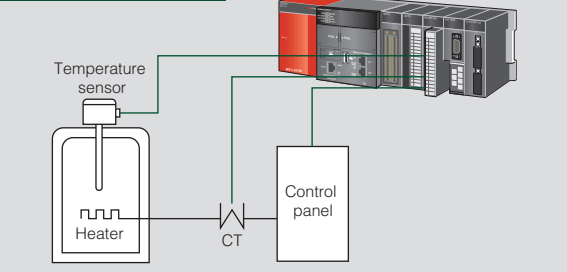 Temperature
sensor
Heater
CT
Control
panel